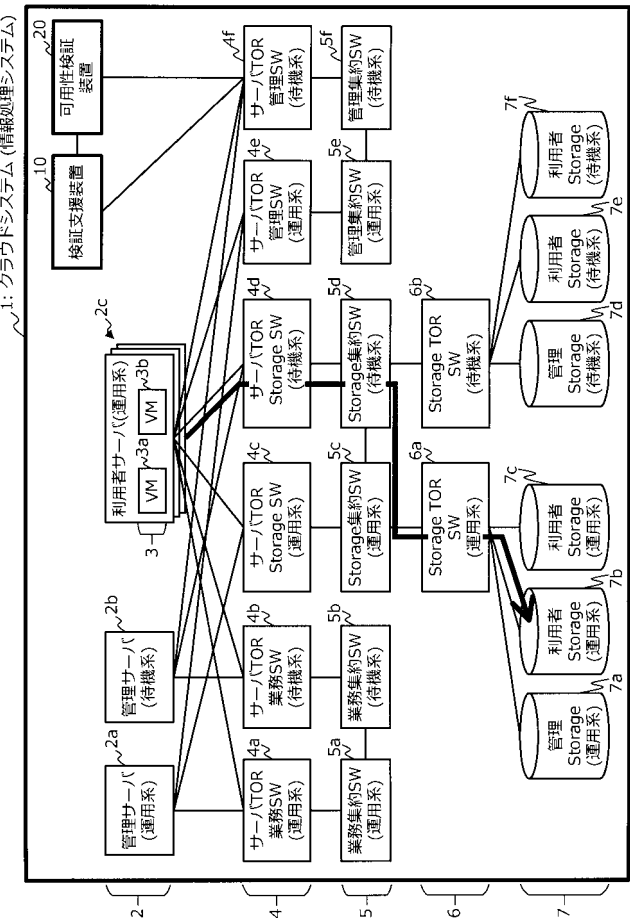 1: クラウドシステム (情報処理システム)
2
2a
管理サーバ
(運用系)
2b
管理サーバ
(待機系)
2c
利用者サーバ(運用系)
3
3a
VM
3b
VM
10
検証支援装置
20
可用性検証
装置
4
4a
サーバTOR
業務SW
(運用系)
4b
サーバTOR
業務SW
(待機系)
4c
サーバTOR
Storage SW
(運用系)
4d
サーバTOR
Storage SW
(待機系)
4e
サーバTOR
管理SW
(運用系)
4f
サーバTOR
管理SW
(待機系)
5
5a
業務集約SW
(運用系)
5b
業務集約SW
(待機系)
5c
Storage集約SW
(運用系)
5d
Storage集約SW
(待機系)
5e
管理集約SW
(運用系)
5f
管理集約SW
(待機系)
6
6a
Storage TOR
SW
(運用系)
6b
Storage TOR
SW
(待機系)
7
7a
管理
Storage
(運用系)
7b
利用者
Storage
(運用系)
7c
利用者
Storage
(運用系)
7d
管理
Storage
(待機系)
7e
利用者
Storage
(待機系)
7f
利用者
Storage
(待機系)